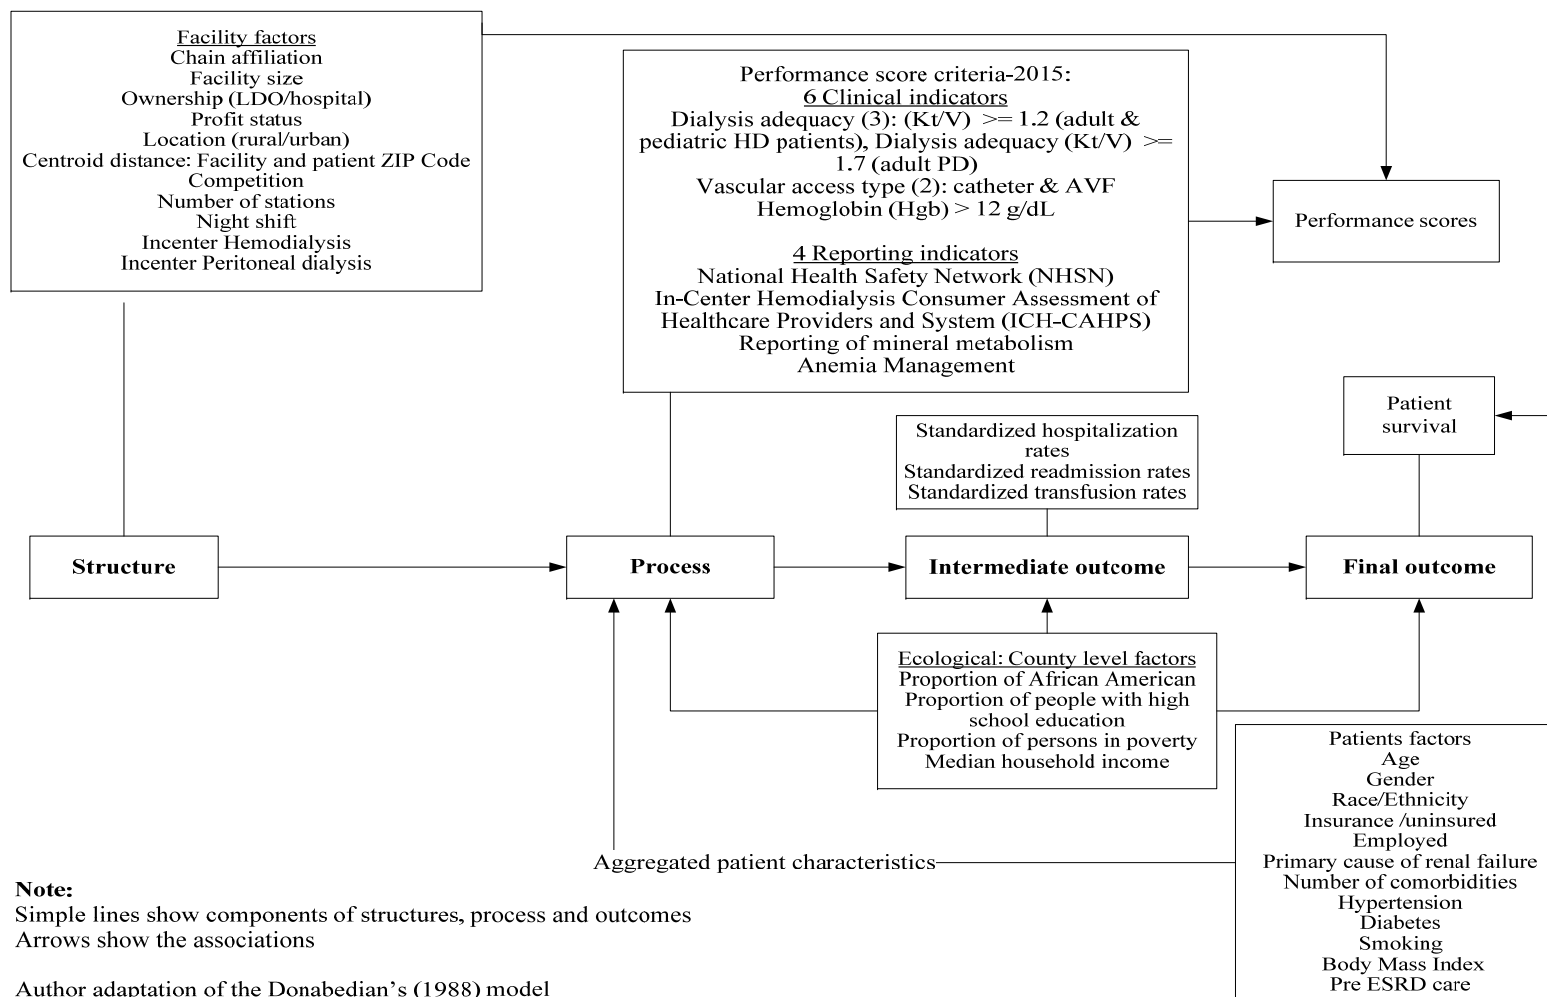 Facility factors
Chain affiliation
Facility size
Ownership (LDO/hospital)
Profit status
Location (rural/urban)
Centroid distance: Facility and patient ZIP Code
Competition
Number of stations
Night shift
Incenter Hemodialysis
Incenter Peritoneal dialysis
Performance score criteria-2015:
6 Clinical indicators
Dialysis adequacy (3): (Kt/V) >= 1.2 (adult &
pediatric HD patients), Dialysis adequacy (Kt/V) >=
1.7 (adult PD)
Vascular access type (2): catheter & AVF
Hemoglobin (Hgb) > 12 g/dL
4 Reporting indicators
National Health Safety Network (NHSN)
In-Center Hemodialysis Consumer Assessment of
Healthcare Providers and System (ICH-CAHPS)
Reporting of mineral metabolism
Anemia Management
Performance scores
Patient
survival
Standardized hospitalization
rates
Standardized readmission rates
Standardized transfusion rates
Structure
Process
Intermediate outcome
Final outcome
Ecological: County level factors
Proportion of African American
Proportion of people with high
school education
Proportion of persons in poverty
Median household income
Patients factors
Age
Gender
Race/Ethnicity
Insurance /uninsured
Employed
Primary cause of renal failure
Number of comorbidities
Hypertension
Diabetes
Smoking
Body Mass Index
Pre ESRD care
Aggregated patient characteristics
Note:
Simple lines show components of structures, process and outcomes
Arrows show the associations
Author adaptation of the Donabedian's (1988) model